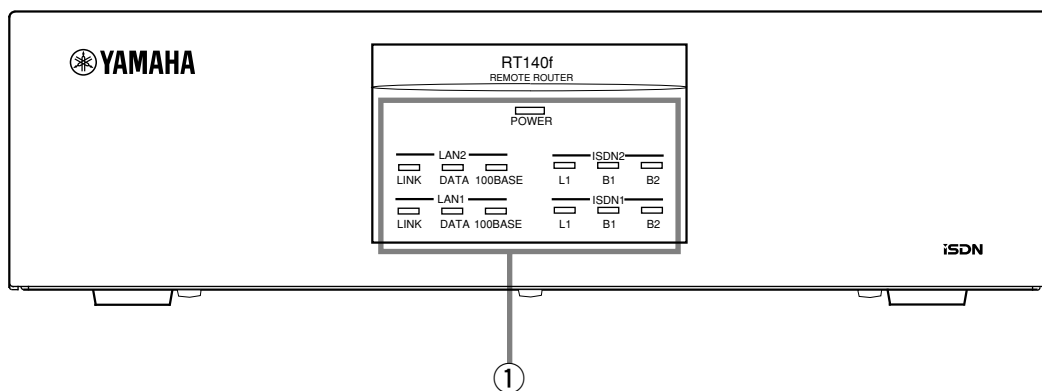 YAMAHA
RT140f
REMOTE ROUTER
POWER
LAN2 ISDN2
LINK DATA 100BASE L1 B1 B2
LAN1 ISDN1
LINK DATA 100BASE L1 B1 B2
iSDN
1